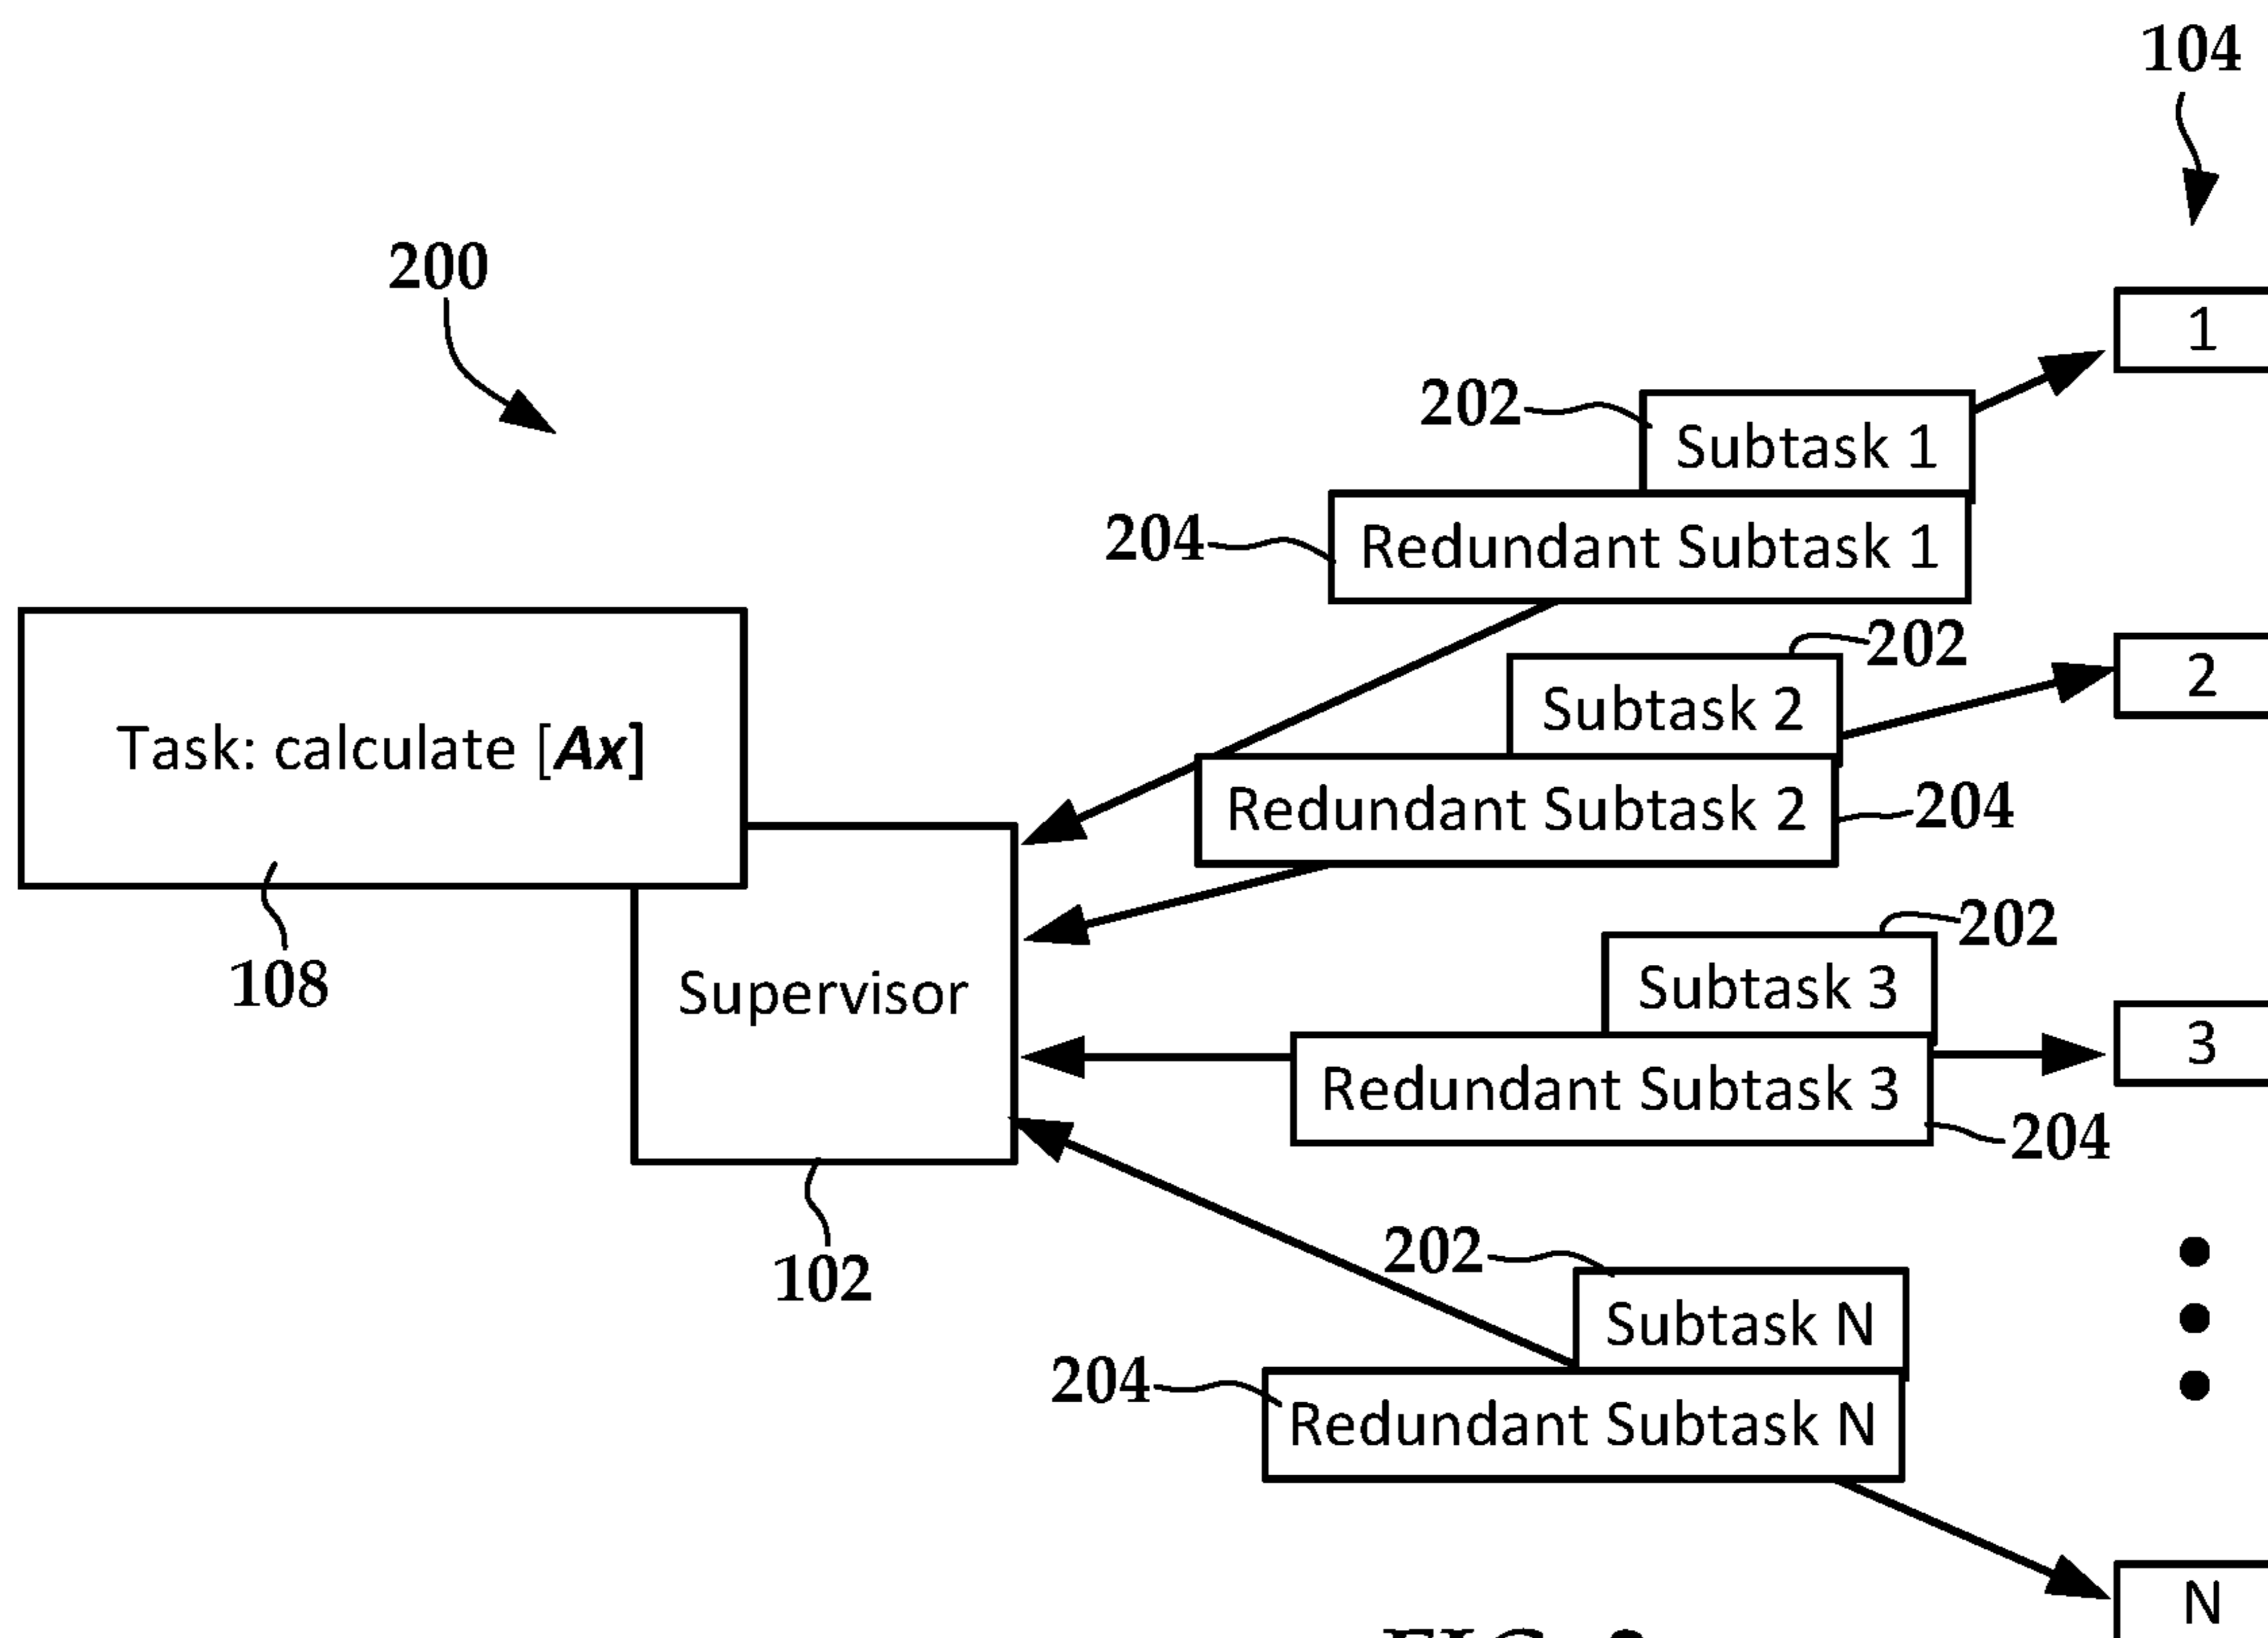 104
200
1
202
Subtask 1
204
Redundant Subtask 1
202
2
Subtask 2
Task: calculate [Ax]
Redundant Subtask 2
204
202
108
Supervisor
Subtask 3
3
Redundant Subtask 3
204
202
102
Subtask N
204
Redundant Subtask N
N